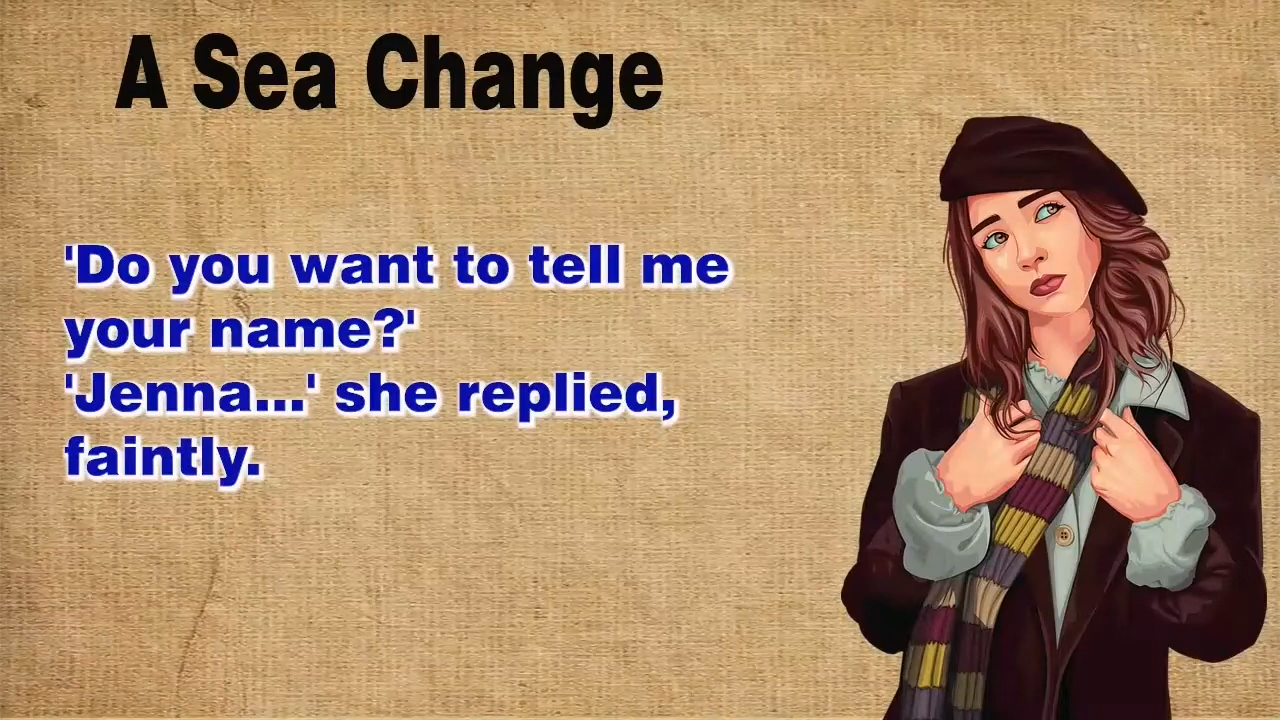 A Sea Change
'Do you want to tell me
your name?'
'Jenna...' she replied,
faintly.